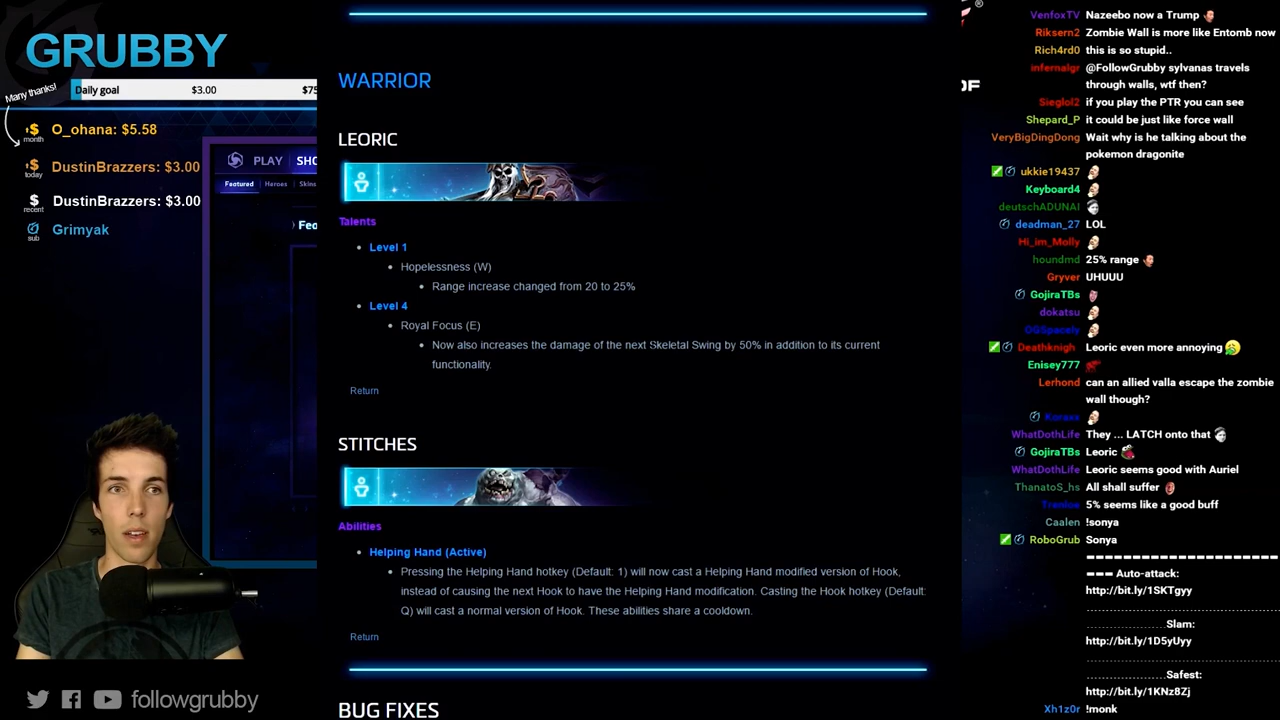 GRUBBY
Many thanks!
Daily goal $3.00 $75
month O_ohana: $5.58
today DustinBrazzers: $3.00
recent DustinBrazzers: $3.00
sub Grimyak
PLAY SHO
Featured Heroes Skins
Fea
followgrubby
WARRIOR
LEORIC
Talents
Level 1
Hopelessness (W)
Range increase changed from 20 to 25%
Level 4
Royal Focus (E)
Now also increases the damage of the next Skeletal Swing by 50% in addition to its current
functionality.
Return
STITCHES
Abilities
Helping Hand (Active)
Pressing the Helping Hand hotkey (Default: 1) will now cast a Helping Hand modified version of Hook,
instead of causing the next Hook to have the Helping Hand modification. Casting the Hook hotkey (Default:
Q) will cast a normal version of Hook. These abilities share a cooldown.
Return
BUG FIXES
OF
VenfoxTV Nazeebo now a Trump
Riksern2 Zombie Wall is more like Entomb now
Rich4rd0 this is so stupid..
infernalgr @FollowGrubby sylvanas travels
through walls, wtf then?
Sieglol2 if you play the PTR you can see
Shepard_P it could be just like force wall
VeryBigDingDong Wait why is he talking about the
pokemon dragonite
ukkie19437
Keyboard4
deutschADUNAI
deadman_27 LOL
Hi_im_Molly
houndmd 25% range
Gryver UHUUU
GojiraTBs
dokatsu
OGSpacely
Deathknigh Leoric even more annoying
Enisey777
Lerhond can an allied valla escape the zombie
wall though?
Koraxx
WhatDothLife They ... LATCH onto that
GojiraTBs Leoric
WhatDothLife Leoric seems good with Auriel
ThanatoS_hs All shall suffer
5% seems like a good buff
Caalen !sonya
RoboGrub Sonya
Auto-attack:
http://bit.ly/1SKTgyy
Slam:
http://bit.ly/1D5yUyy
Safest:
http://bit.ly/1KNz8Zj
Xh1z0r !monk